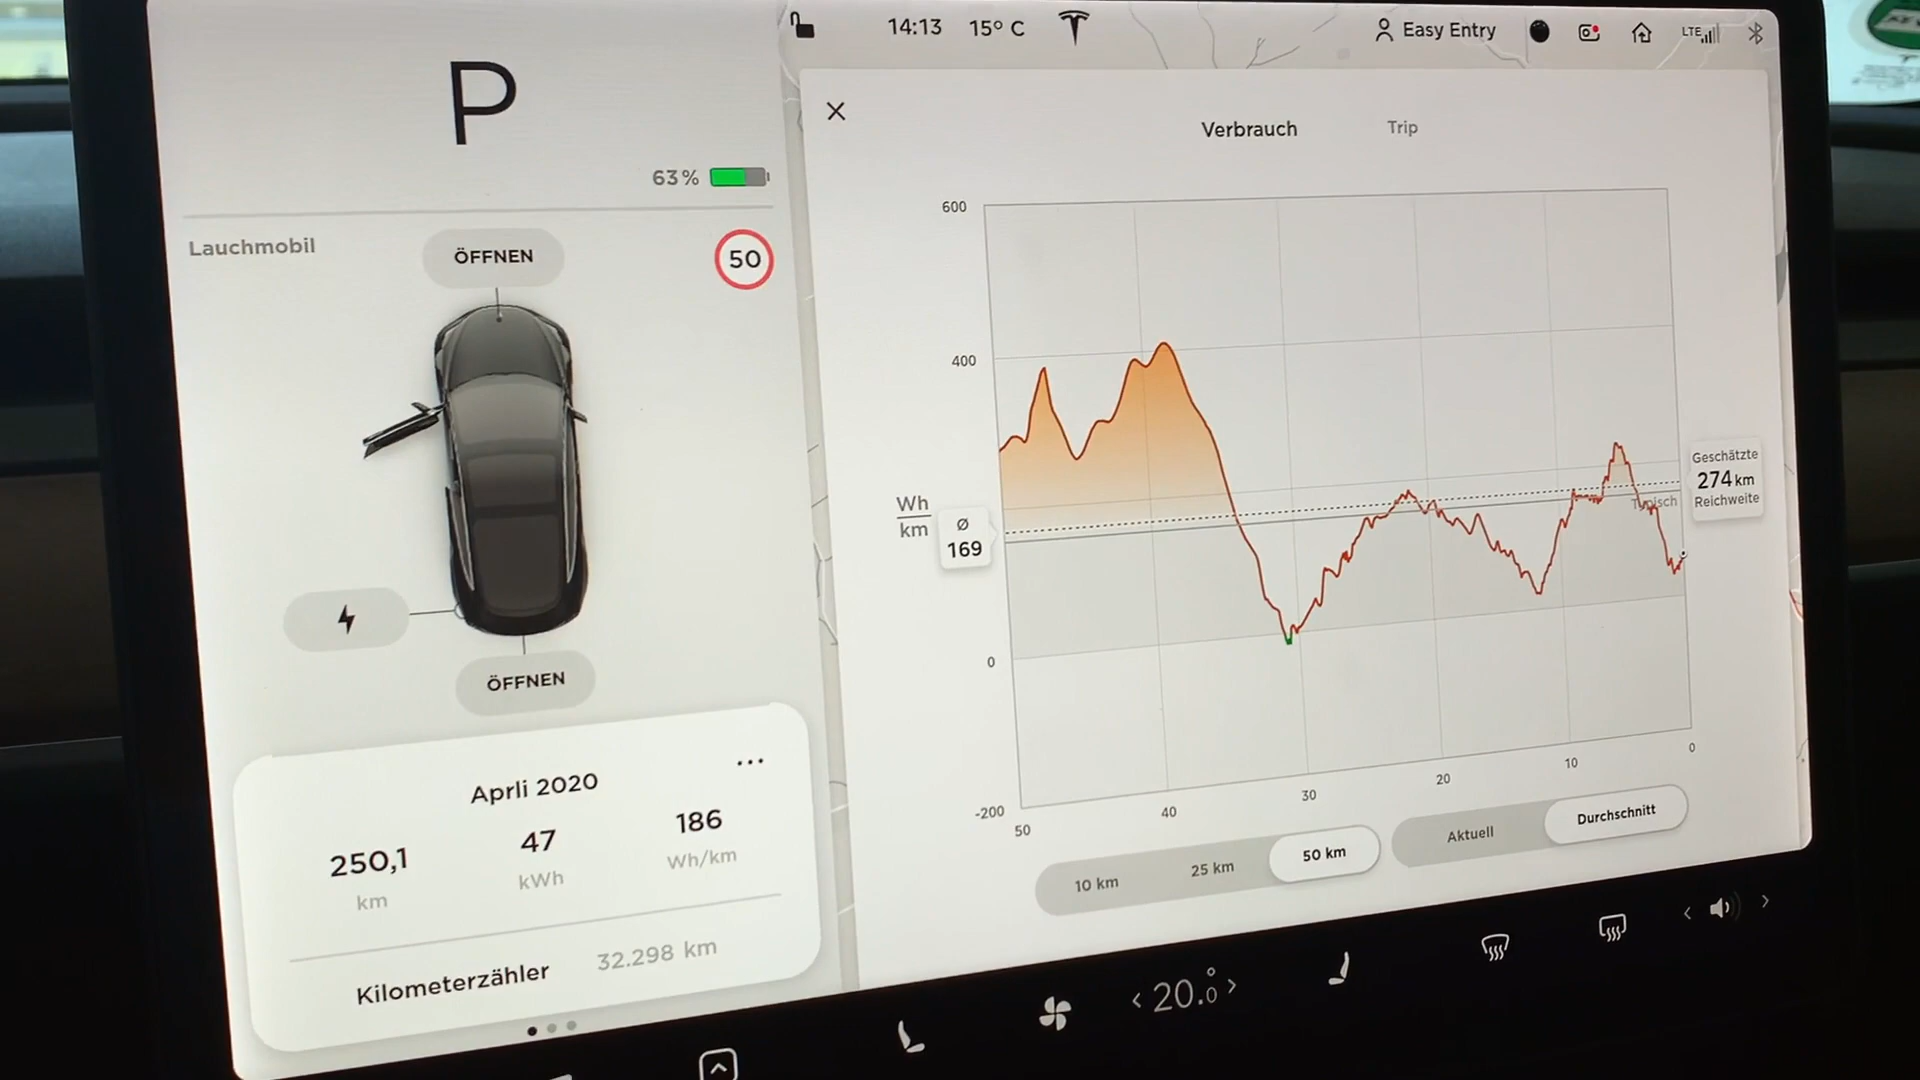 P
63%
Lauchmobil
ÖFFNEN
50
ÖFFNEN
Aprli 2020
...
250,1
km
47
kWh
186
Wh/km
Kilometerzähler 32.298 km
14:13 15° C
Easy Entry
LTE
Verbrauch Trip
600
400
Wh
km
Ø
169
0
-200
50 40 30 20 10 0
Geschätzte
274 km
Reichweite
Typisch
10 km 25 km 50 km
Aktuell Durchschnitt
< 20.0° >
< >